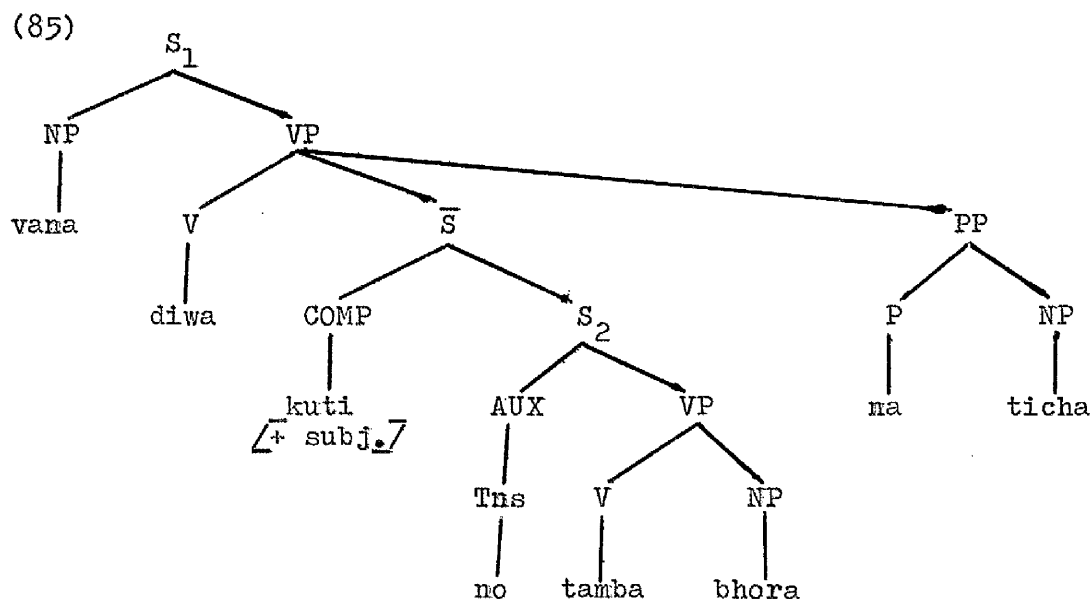 (85)
S1
NP VP
vana V S̅ PP
diwa COMP S2 P NP
kuti AUX VP na ticha
[+ subj.]
Tns V NP
no tamba bhora